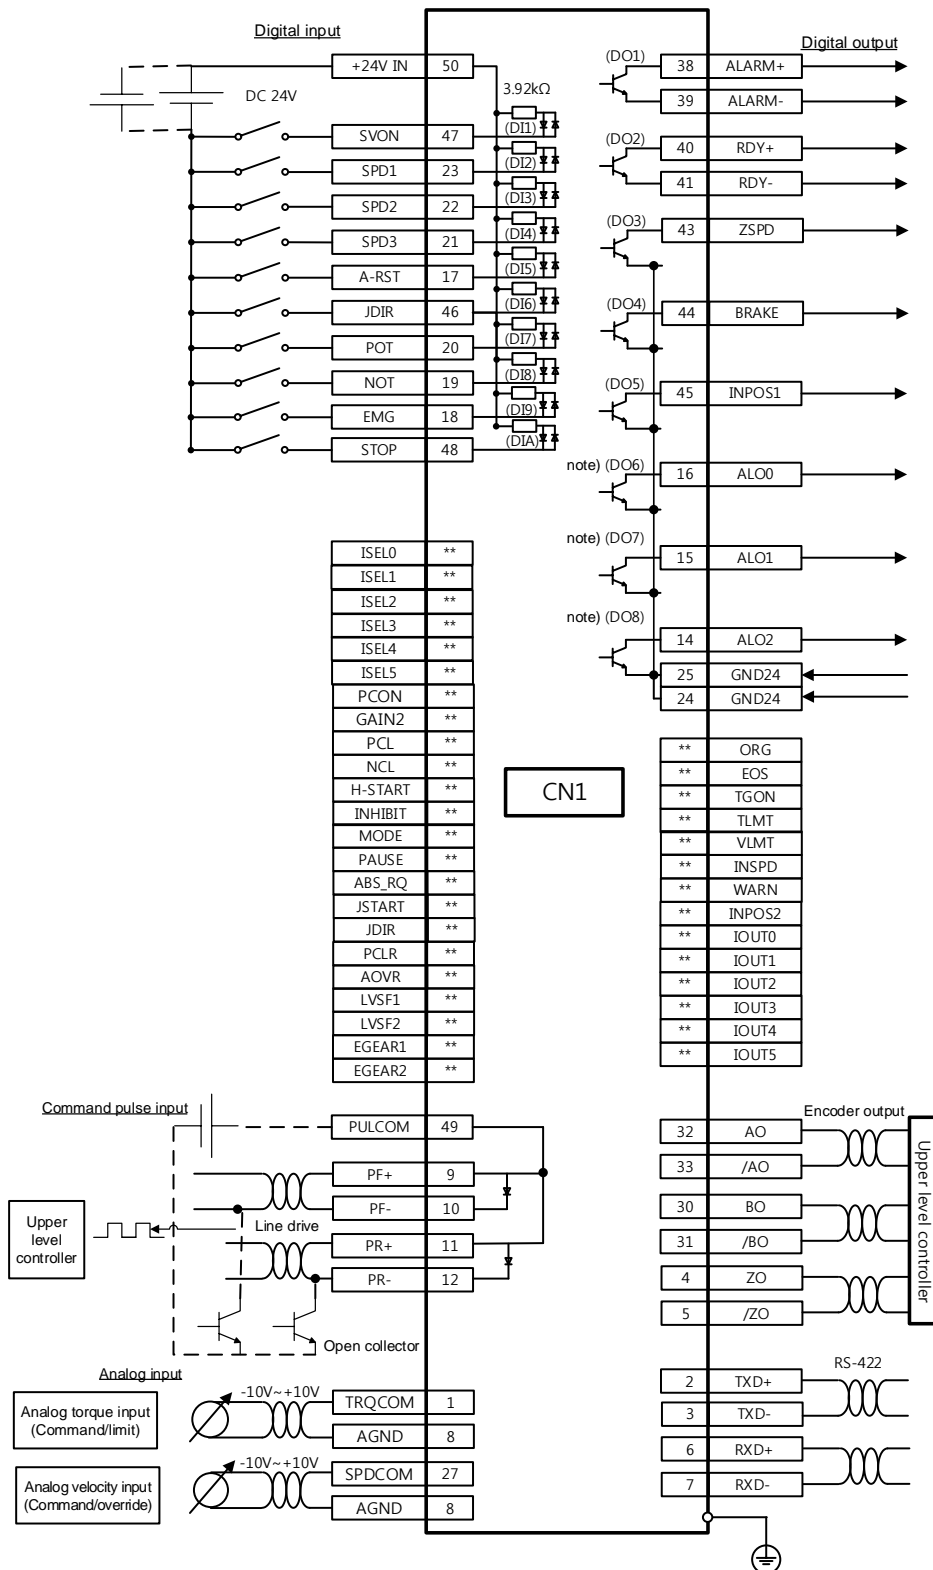 Digital input
+24V IN 50
DC 24V
3.92kΩ
SVON 47 (DI1)
SPD1 23 (DI2)
SPD2 22 (DI3)
SPD3 21 (DI4)
A-RST 17 (DI5)
JDIR 46 (DI6)
POT 20 (DI7)
NOT 19 (DI8)
EMG 18 (DI9)
STOP 48 (DIA)
ISEL0 **
ISEL1 **
ISEL2 **
ISEL3 **
ISEL4 **
ISEL5 **
PCON **
GAIN2 **
PCL **
NCL **
H-START **
INHIBIT **
MODE **
PAUSE **
ABS_RQ **
JSTART **
JDIR **
PCLR **
AOVR **
LVSF1 **
LVSF2 **
EGEAR1 **
EGEAR2 **
CN1
Digital output
(DO1) 38 ALARM+
39 ALARM-
(DO2) 40 RDY+
41 RDY-
(DO3) 43 ZSPD
(DO4) 44 BRAKE
(DO5) 45 INPOS1
note) (DO6) 16 ALO0
note) (DO7) 15 ALO1
note) (DO8) 14 ALO2
25 GND24
24 GND24
** ORG
** EOS
** TGON
** TLMT
** VLMT
** INSPD
** WARN
** INPOS2
** IOUT0
** IOUT1
** IOUT2
** IOUT3
** IOUT4
** IOUT5
Command pulse input
PULCOM 49
PF+ 9
PF- 10
Line drive
PR+ 11
PR- 12
Upper
level
controller
Open collector
Analog input
Analog torque input
(Command/limit)
-10V~+10V
TRQCOM 1
AGND 8
Analog velocity input
(Command/override)
-10V~+10V
SPDCOM 27
AGND 8
Encoder output
32 AO
33 /AO
30 BO
31 /BO
4 ZO
5 /ZO
Upper level controller
RS-422
2 TXD+
3 TXD-
6 RXD+
7 RXD-